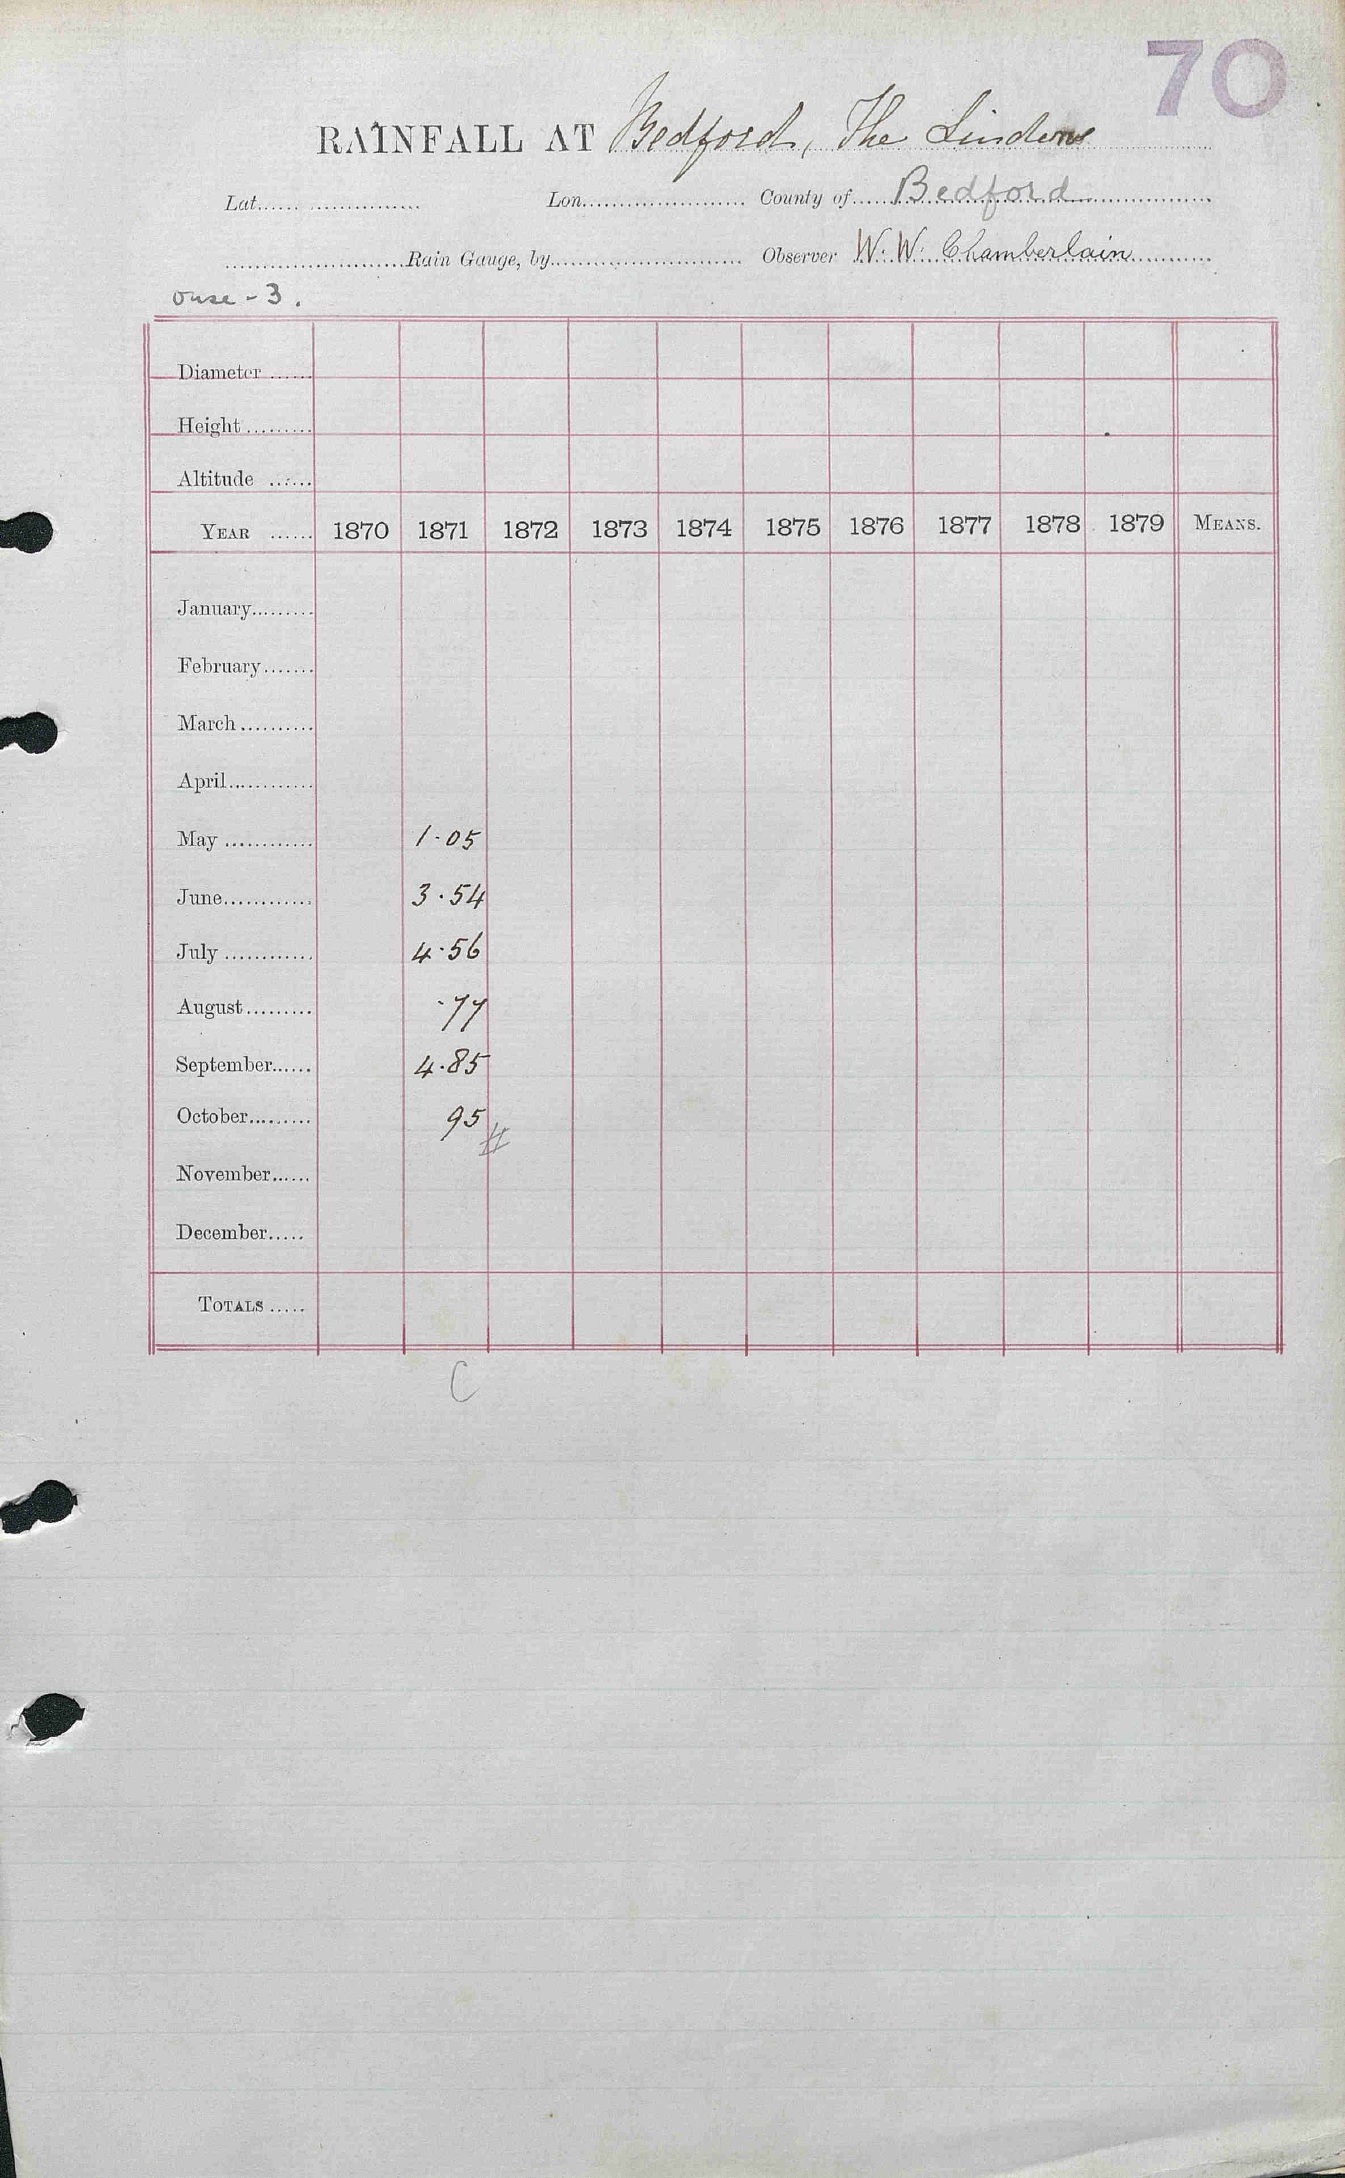 70
RAINFALL AT Bedford, The Lindens
Lat. Lon. County of Bedford
Rain Gauge, by Observer W. W. Chamberlain
Ouse - 3.
Diameter
Height
Altitude
YEAR 1870 1871 1872 1873 1874 1875 1876 1877 1878 1879 MEANS.
January
February
March
April
May 1·05
June 3·54
July 4·56
August ·77
September 4·85
October 95 #
November
December
TOTALS
C